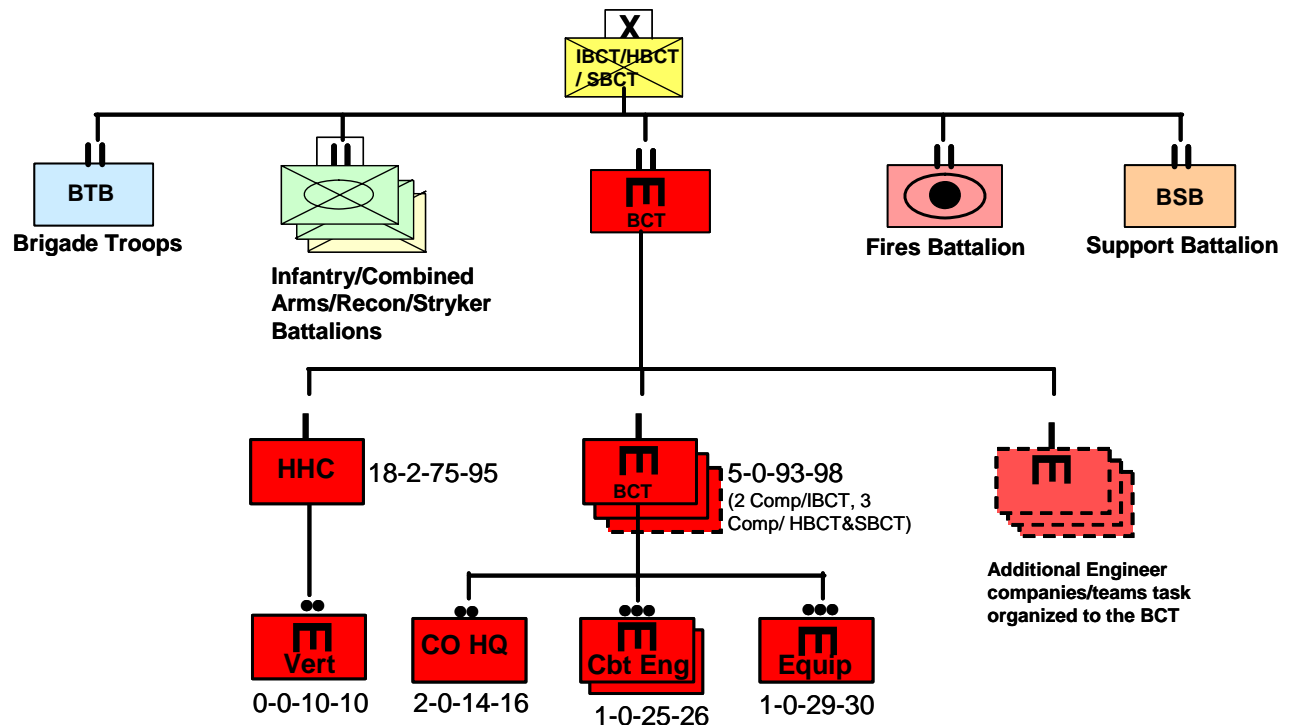 X
IBCT/HBCT
/ SBCT
BTB
Brigade Troops
Infantry/Combined
Arms/Recon/Stryker
Battalions
BCT
Fires Battalion
BSB
Support Battalion
HHC
18-2-75-95
BCT
5-0-93-98
(2 Comp/IBCT, 3
Comp/ HBCT&SBCT)
Additional Engineer
companies/teams task
organized to the BCT
Vert
0-0-10-10
CO HQ
2-0-14-16
Cbt Eng
1-0-25-26
Equip
1-0-29-30